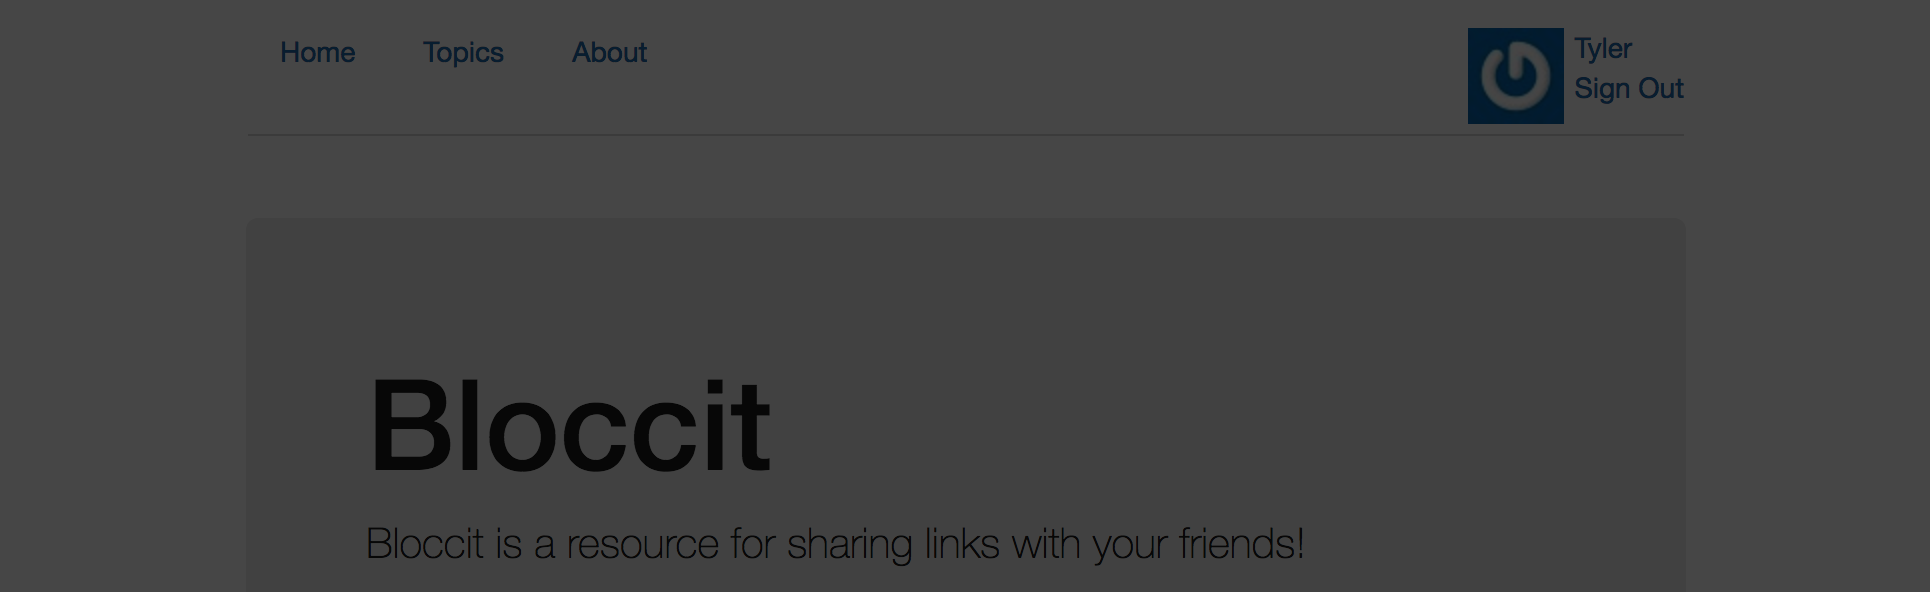 Home Topics About
Tyler
Sign Out
Bloccit
Bloccit is a resource for sharing links with your friends!